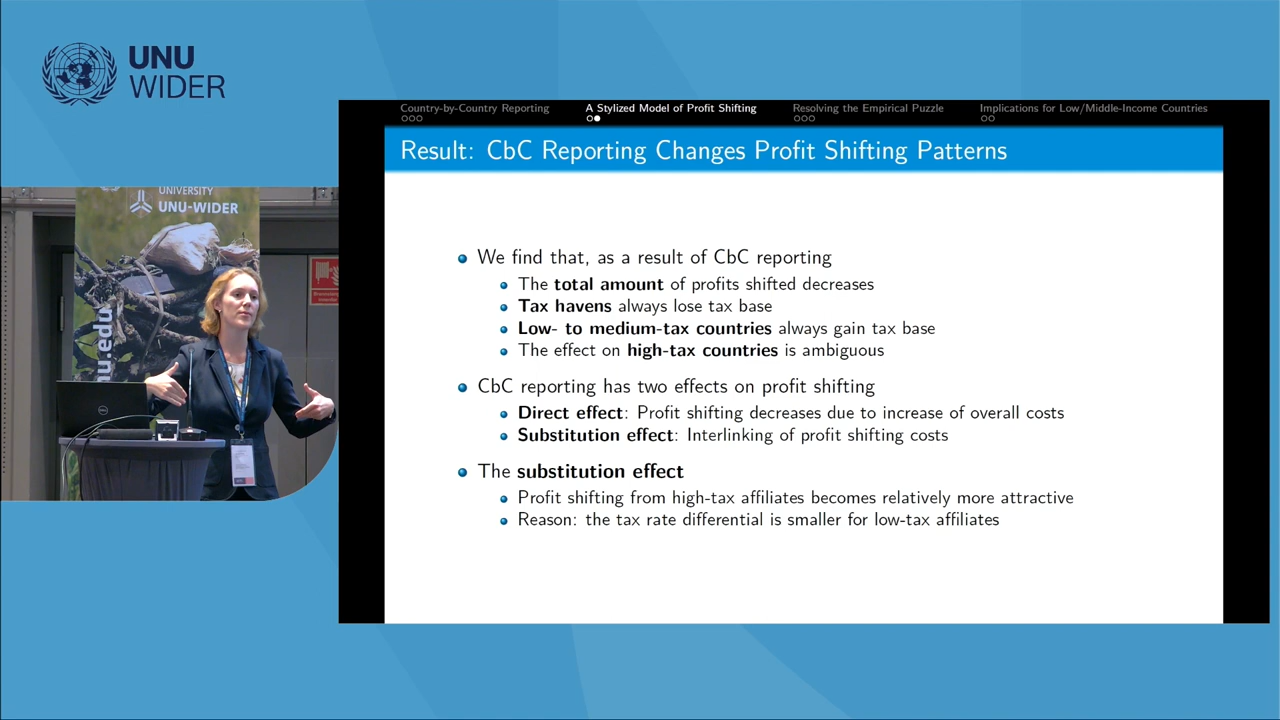 UNU
WIDER
Country-by-Country Reporting
A Stylized Model of Profit Shifting
Resolving the Empirical Puzzle
Implications for Low/Middle-Income Countries
Result: CbC Reporting Changes Profit Shifting Patterns
We find that, as a result of CbC reporting
The total amount of profits shifted decreases
Tax havens always lose tax base
Low- to medium-tax countries always gain tax base
The effect on high-tax countries is ambiguous
CbC reporting has two effects on profit shifting
Direct effect: Profit shifting decreases due to increase of overall costs
Substitution effect: Interlinking of profit shifting costs
The substitution effect
Profit shifting from high-tax affiliates becomes relatively more attractive
Reason: the tax rate differential is smaller for low-tax affiliates
UNIVERSITY
UNU-WIDER
nu.edu
DELL